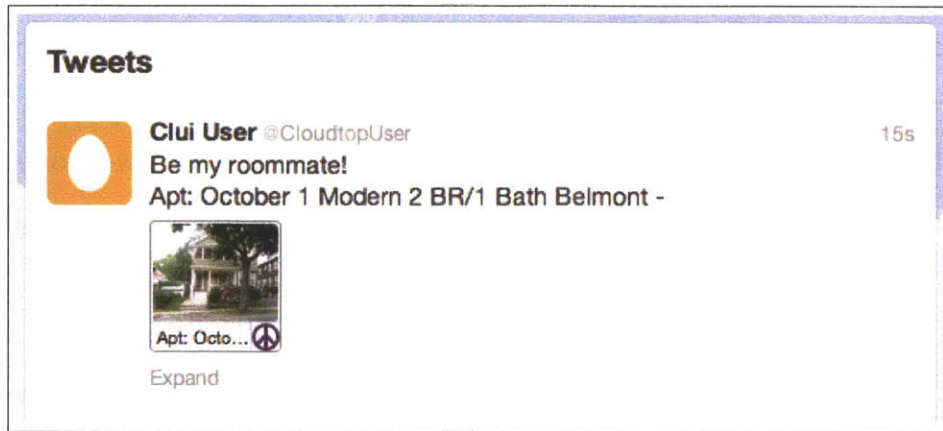 Tweets
Clui User @CloudtopUser 15s
Be my roommate!
Apt: October 1 Modern 2 BR/1 Bath Belmont -
Apt: Octo...
Expand